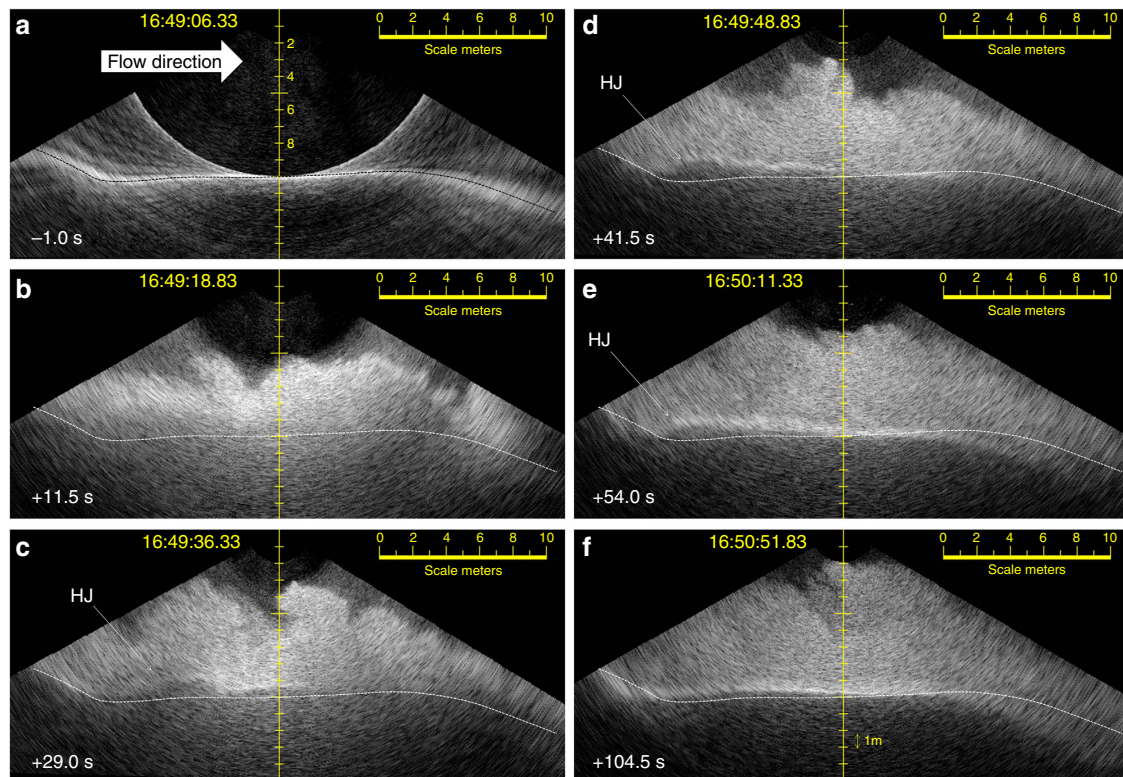 a
16:49:06.33
0 2 4 6 8 10
Scale meters
Flow direction
2
4
6
8
–1.0 s
b
16:49:18.83
0 2 4 6 8 10
Scale meters
+11.5 s
c
16:49:36.33
0 2 4 6 8 10
Scale meters
HJ
+29.0 s
d
16:49:48.83
0 2 4 6 8 10
Scale meters
HJ
+41.5 s
e
16:50:11.33
0 2 4 6 8 10
Scale meters
HJ
+54.0 s
f
16:50:51.83
0 2 4 6 8 10
Scale meters
1m
+104.5 s